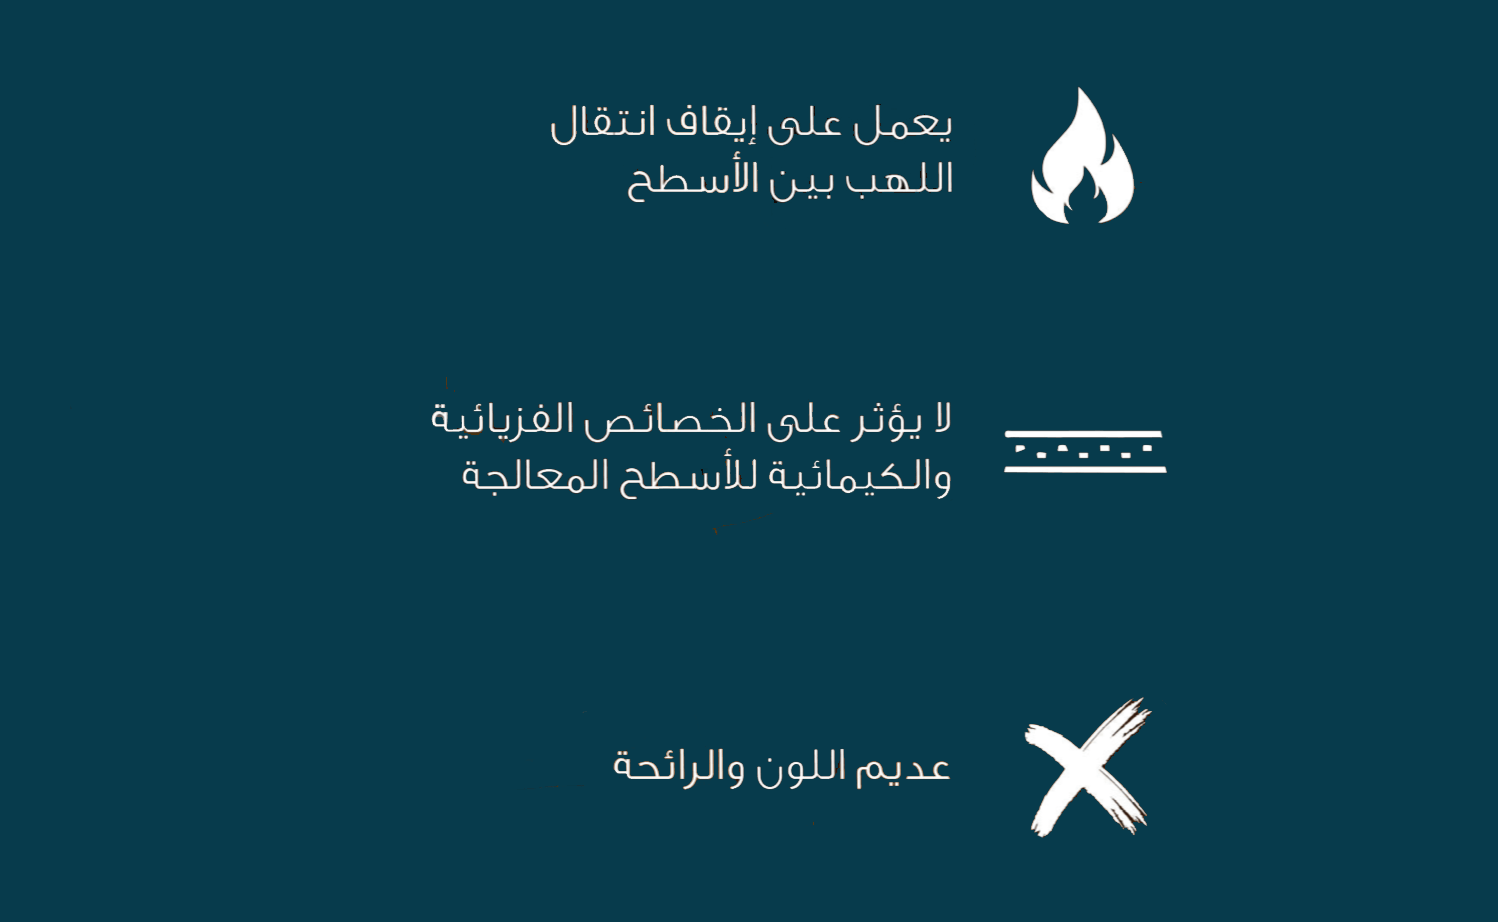 يعمل على إيقاف انتقال
اللهب بين الأسطح
لا يؤثر على الخصائص الفزيائية
والكيمائية للأسطح المعالجة
عديم اللون والرائحة